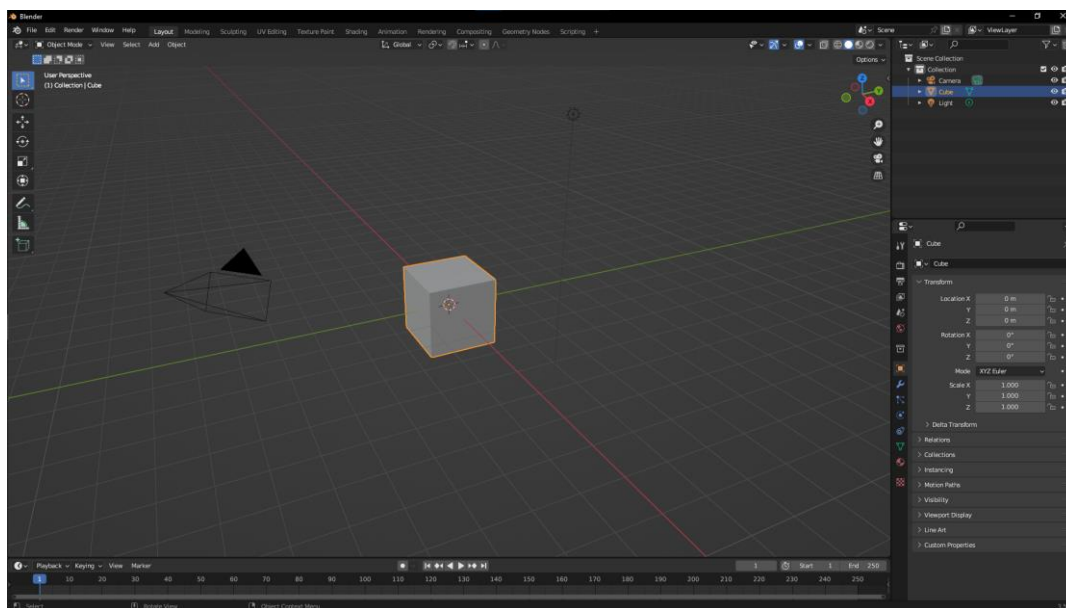 Blender
File Edit Render Window Help Layout Modeling Sculpting UV Editing Texture Paint Shading Animation Rendering Compositing Geometry Nodes Scripting + Scene ViewLayer
Object Mode View Select Add Object Global
Options
User Perspective
(1) Collection | Cube
Z
Y
X
Scene Collection
Collection
Camera
Cube
Light
Cube
Cube
Transform
Location X 0 m
Y 0 m
Z 0 m
Rotation X 0°
Y 0°
Z 0°
Mode XYZ Euler
Scale X 1.000
Y 1.000
Z 1.000
Delta Transform
Relations
Collections
Instancing
Motion Paths
Visibility
Viewport Display
Line Art
Custom Properties
Playback Keying View Marker 1 Start 1 End 250
1 10 20 30 40 50 60 70 80 90 100 110 120 130 140 150 160 170 180 190 200 210 220 230 240 250
Select Rotate View Object Context Menu